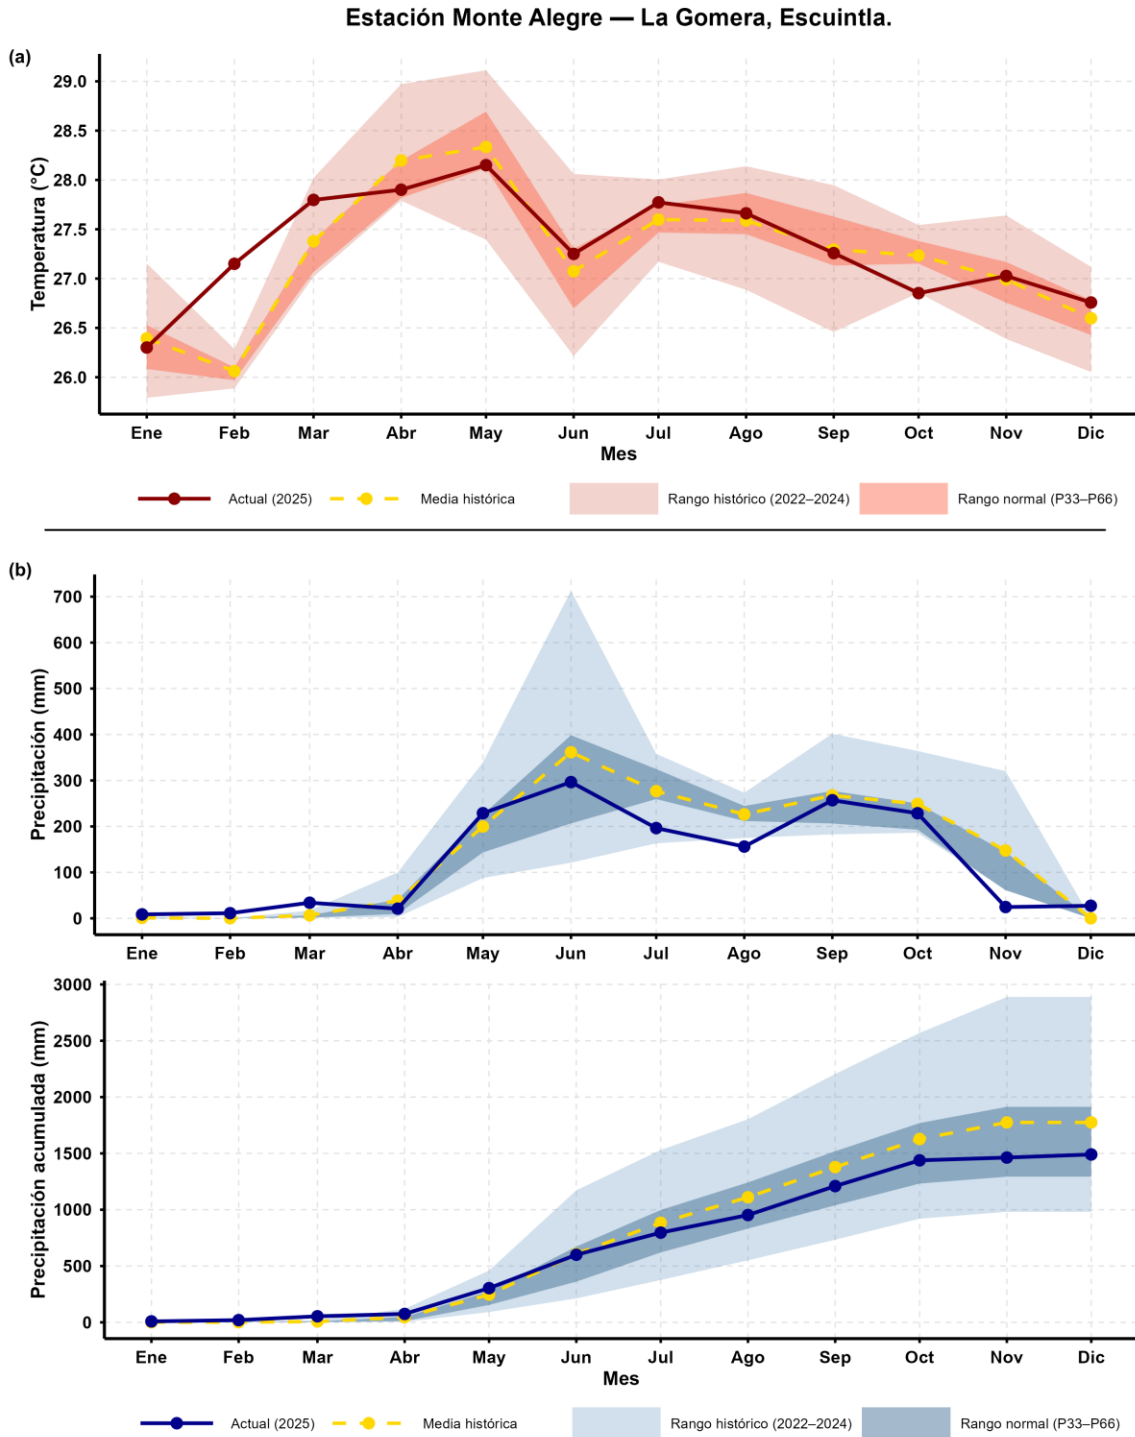 Estación Monte Alegre — La Gomera, Escuintla.
(a)
Temperatura (°C)
29.0
28.5
28.0
27.5
27.0
26.5
26.0
Ene Feb Mar Abr May Jun Jul Ago Sep Oct Nov Dic
Mes
Actual (2025) Media histórica Rango histórico (2022–2024) Rango normal (P33–P66)
(b)
Precipitación (mm)
700
600
500
400
300
200
100
0
Ene Feb Mar Abr May Jun Jul Ago Sep Oct Nov Dic
Precipitación acumulada (mm)
3000
2500
2000
1500
1000
500
0
Ene Feb Mar Abr May Jun Jul Ago Sep Oct Nov Dic
Mes
Actual (2025) Media histórica Rango histórico (2022–2024) Rango normal (P33–P66)